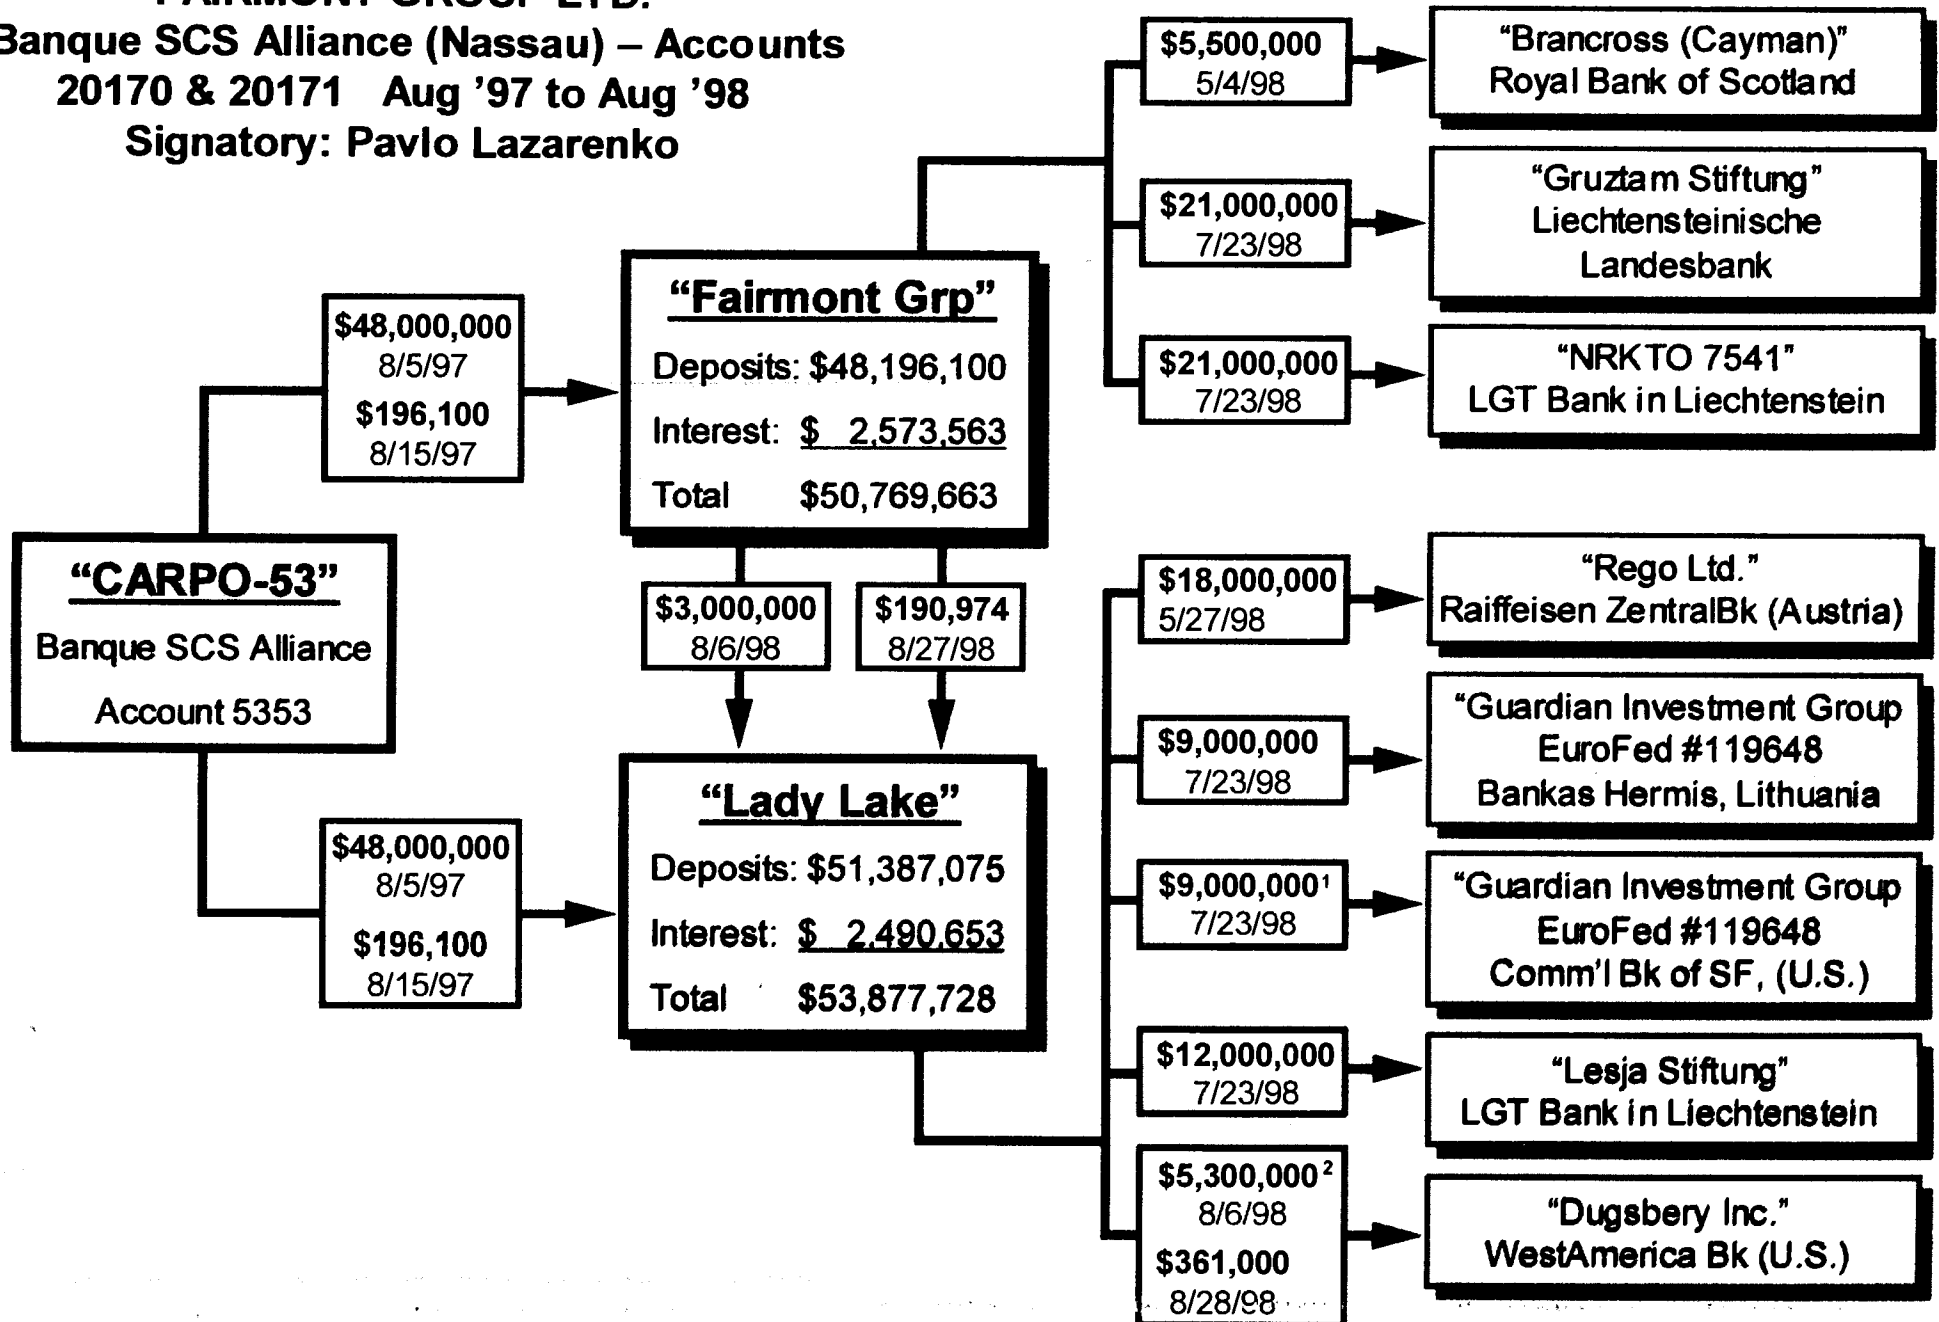 FAIRMONT GROUP LTD.
Banque SCS Alliance (Nassau) – Accounts
20170 & 20171 Aug '97 to Aug '98
Signatory: Pavlo Lazarenko
"CARPO-53"
Banque SCS Alliance
Account 5353
$48,000,000
8/5/97
$196,100
8/15/97
"Fairmont Grp"
Deposits: $48,196,100
Interest: $ 2,573,563
Total $50,769,663
$3,000,000
8/6/98
$190,974
8/27/98
$48,000,000
8/5/97
$196,100
8/15/97
"Lady Lake"
Deposits: $51,387,075
Interest: $ 2,490,653
Total $53,877,728
$5,500,000
5/4/98
"Brancross (Cayman)"
Royal Bank of Scotland
$21,000,000
7/23/98
"Gruztam Stiftung"
Liechtensteinische
Landesbank
$21,000,000
7/23/98
"NRKTO 7541"
LGT Bank in Liechtenstein
$18,000,000
5/27/98
"Rego Ltd."
Raiffeisen ZentralBk (Austria)
$9,000,000
7/23/98
"Guardian Investment Group
EuroFed #119648
Bankas Hermis, Lithuania
$9,000,000¹
7/23/98
"Guardian Investment Group
EuroFed #119648
Comm'l Bk of SF, (U.S.)
$12,000,000
7/23/98
"Lesja Stiftung"
LGT Bank in Liechtenstein
$5,300,000²
8/6/98
$361,000
8/28/98
"Dugsbery Inc."
WestAmerica Bk (U.S.)